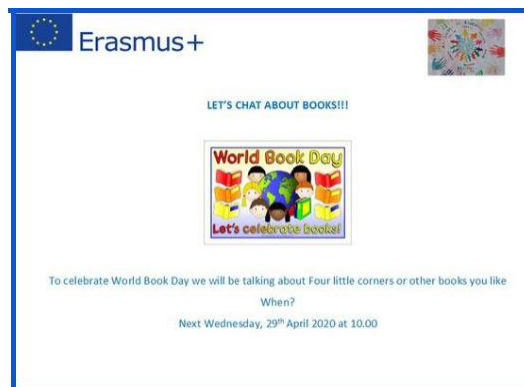 Erasmus+
LET'S CHAT ABOUT BOOKS!!!
World Book Day
Let's celebrate books!
To celebrate World Book Day we will be talking about Four little corners or other books you like
When?
Next Wednesday, 29th April 2020 at 10.00